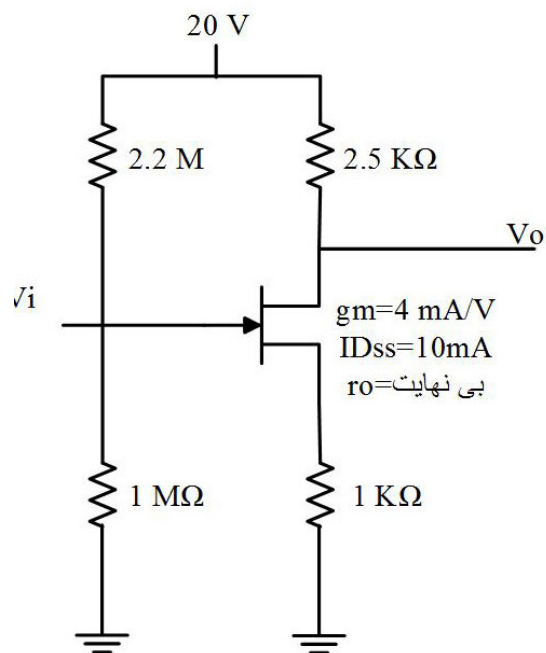 20 V
2.2 M
2.5 KΩ
Vo
Vi
gm=4 mA/V
IDss=10mA
ro=بی نهایت
1 MΩ
1 KΩ